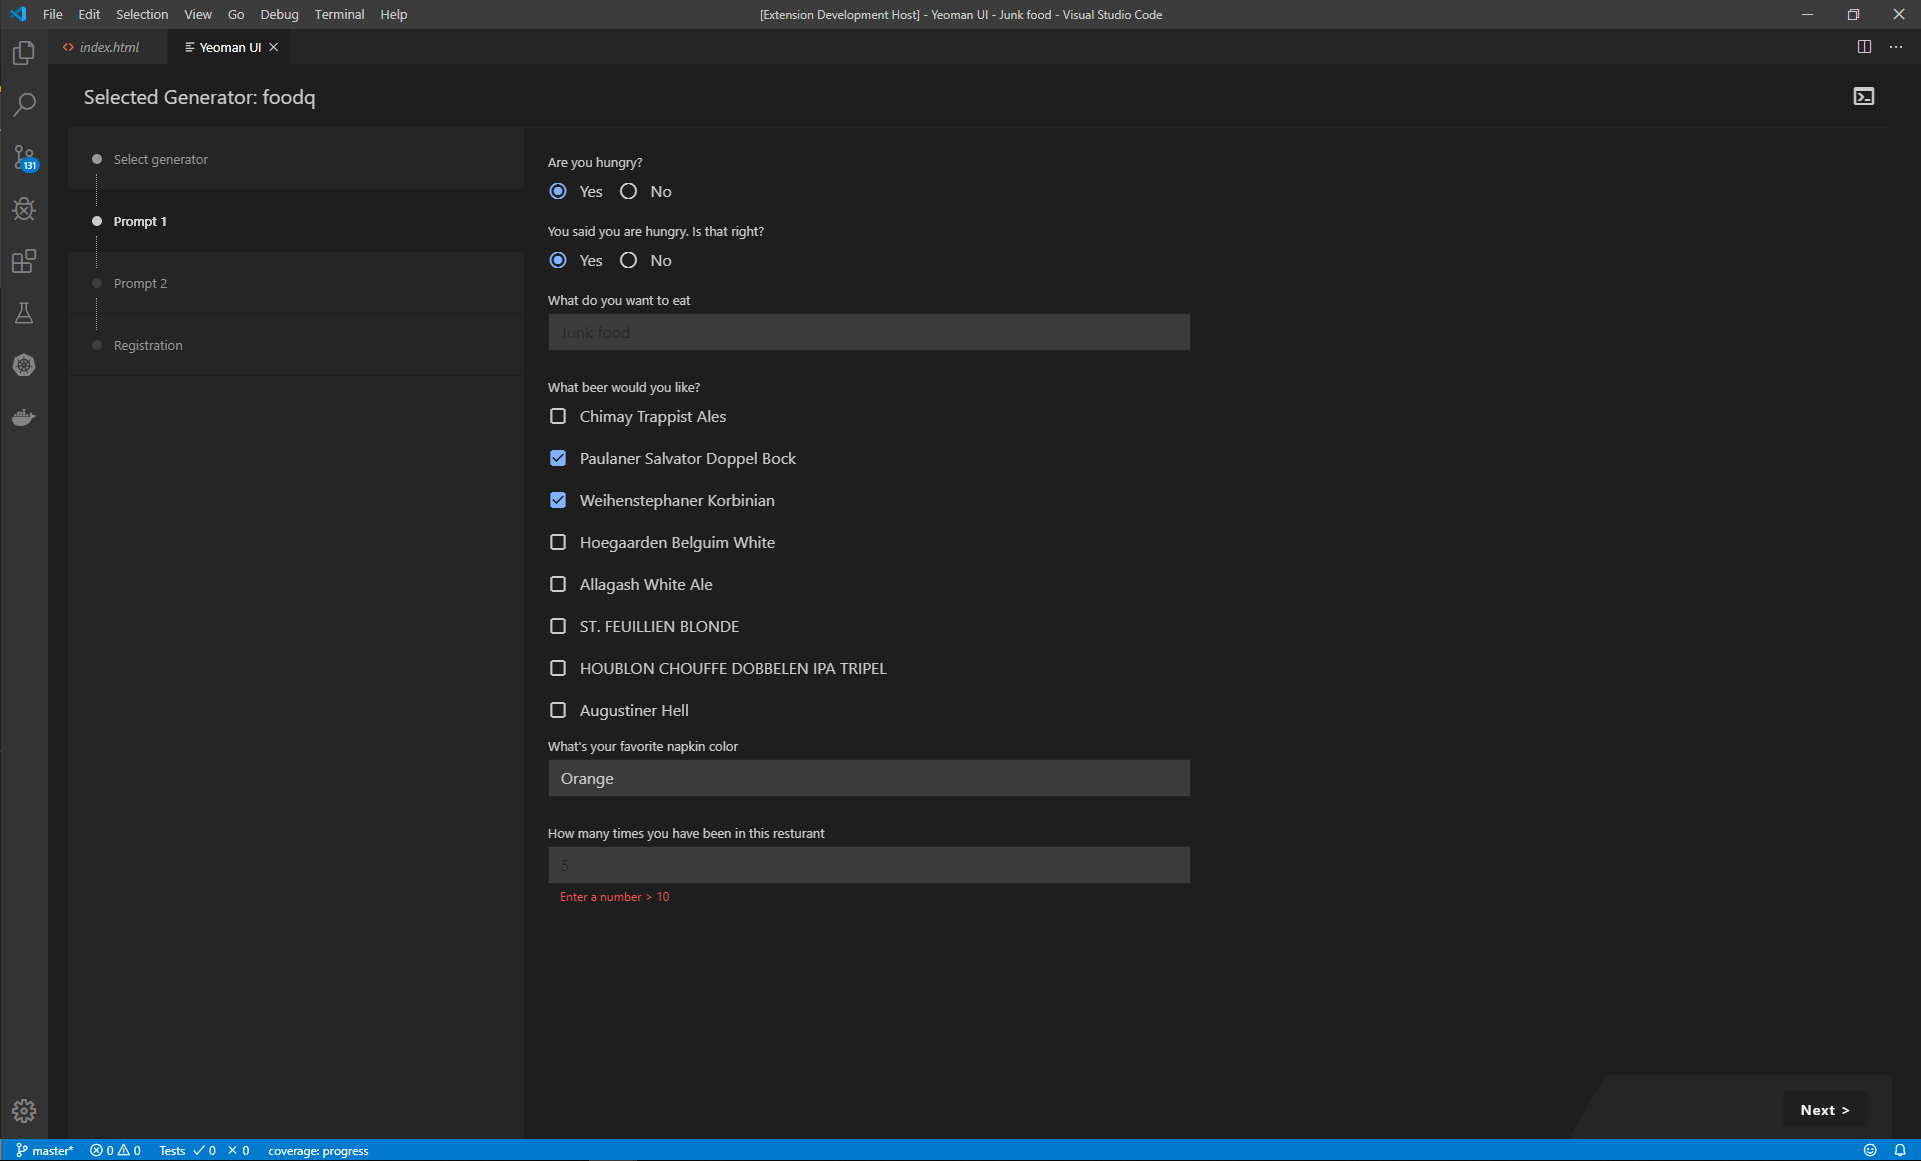 File Edit Selection View Go Debug Terminal Help
[Extension Development Host] - Yeoman UI - Junk food - Visual Studio Code
<> index.html
Yeoman UI
Selected Generator: foodq
131
Select generator
Prompt 1
Prompt 2
Registration
Are you hungry?
Yes No
You said you are hungry. Is that right?
Yes No
What do you want to eat
Junk food
What beer would you like?
Chimay Trappist Ales
Paulaner Salvator Doppel Bock
Weihenstephaner Korbinian
Hoegaarden Belguim White
Allagash White Ale
ST. FEUILLIEN BLONDE
HOUBLON CHOUFFE DOBBELEN IPA TRIPEL
Augustiner Hell
What's your favorite napkin color
Orange
How many times you have been in this resturant
5
Enter a number > 10
Next >
master* 0 0 Tests ✓ 0 × 0 coverage: progress